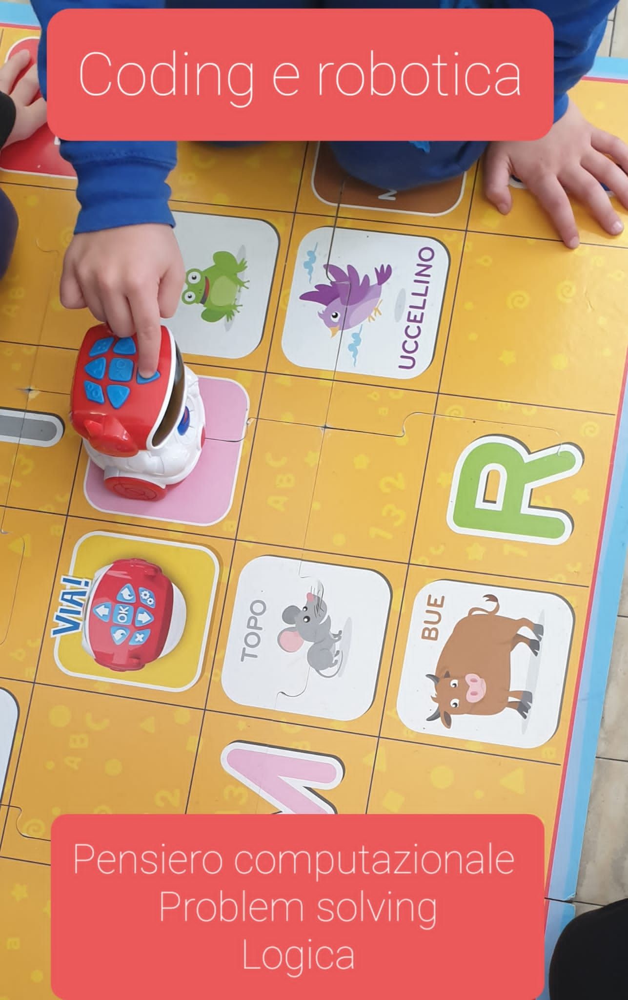 Coding e robotica
UCCELLINO
R
VIA!
OK
TOPO
BUE
Pensiero computazionale
Problem solving
Logica